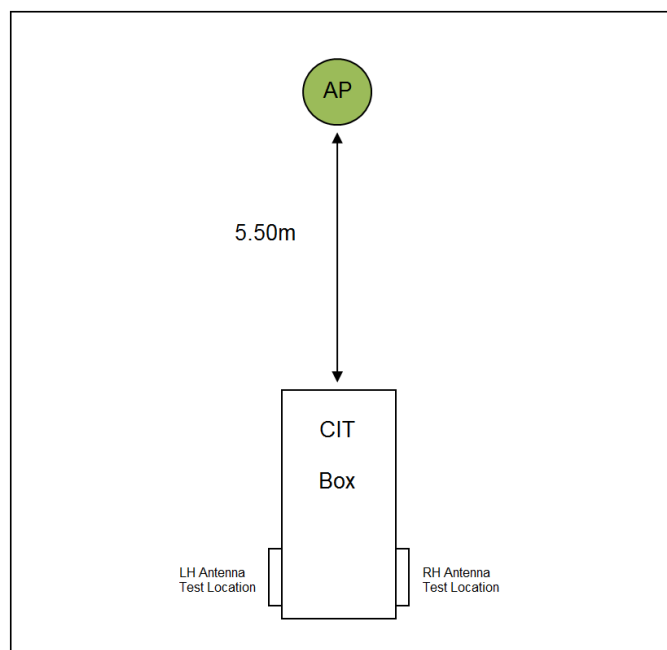 AP
5.50m
CIT
Box
LH Antenna
Test Location
RH Antenna
Test Location